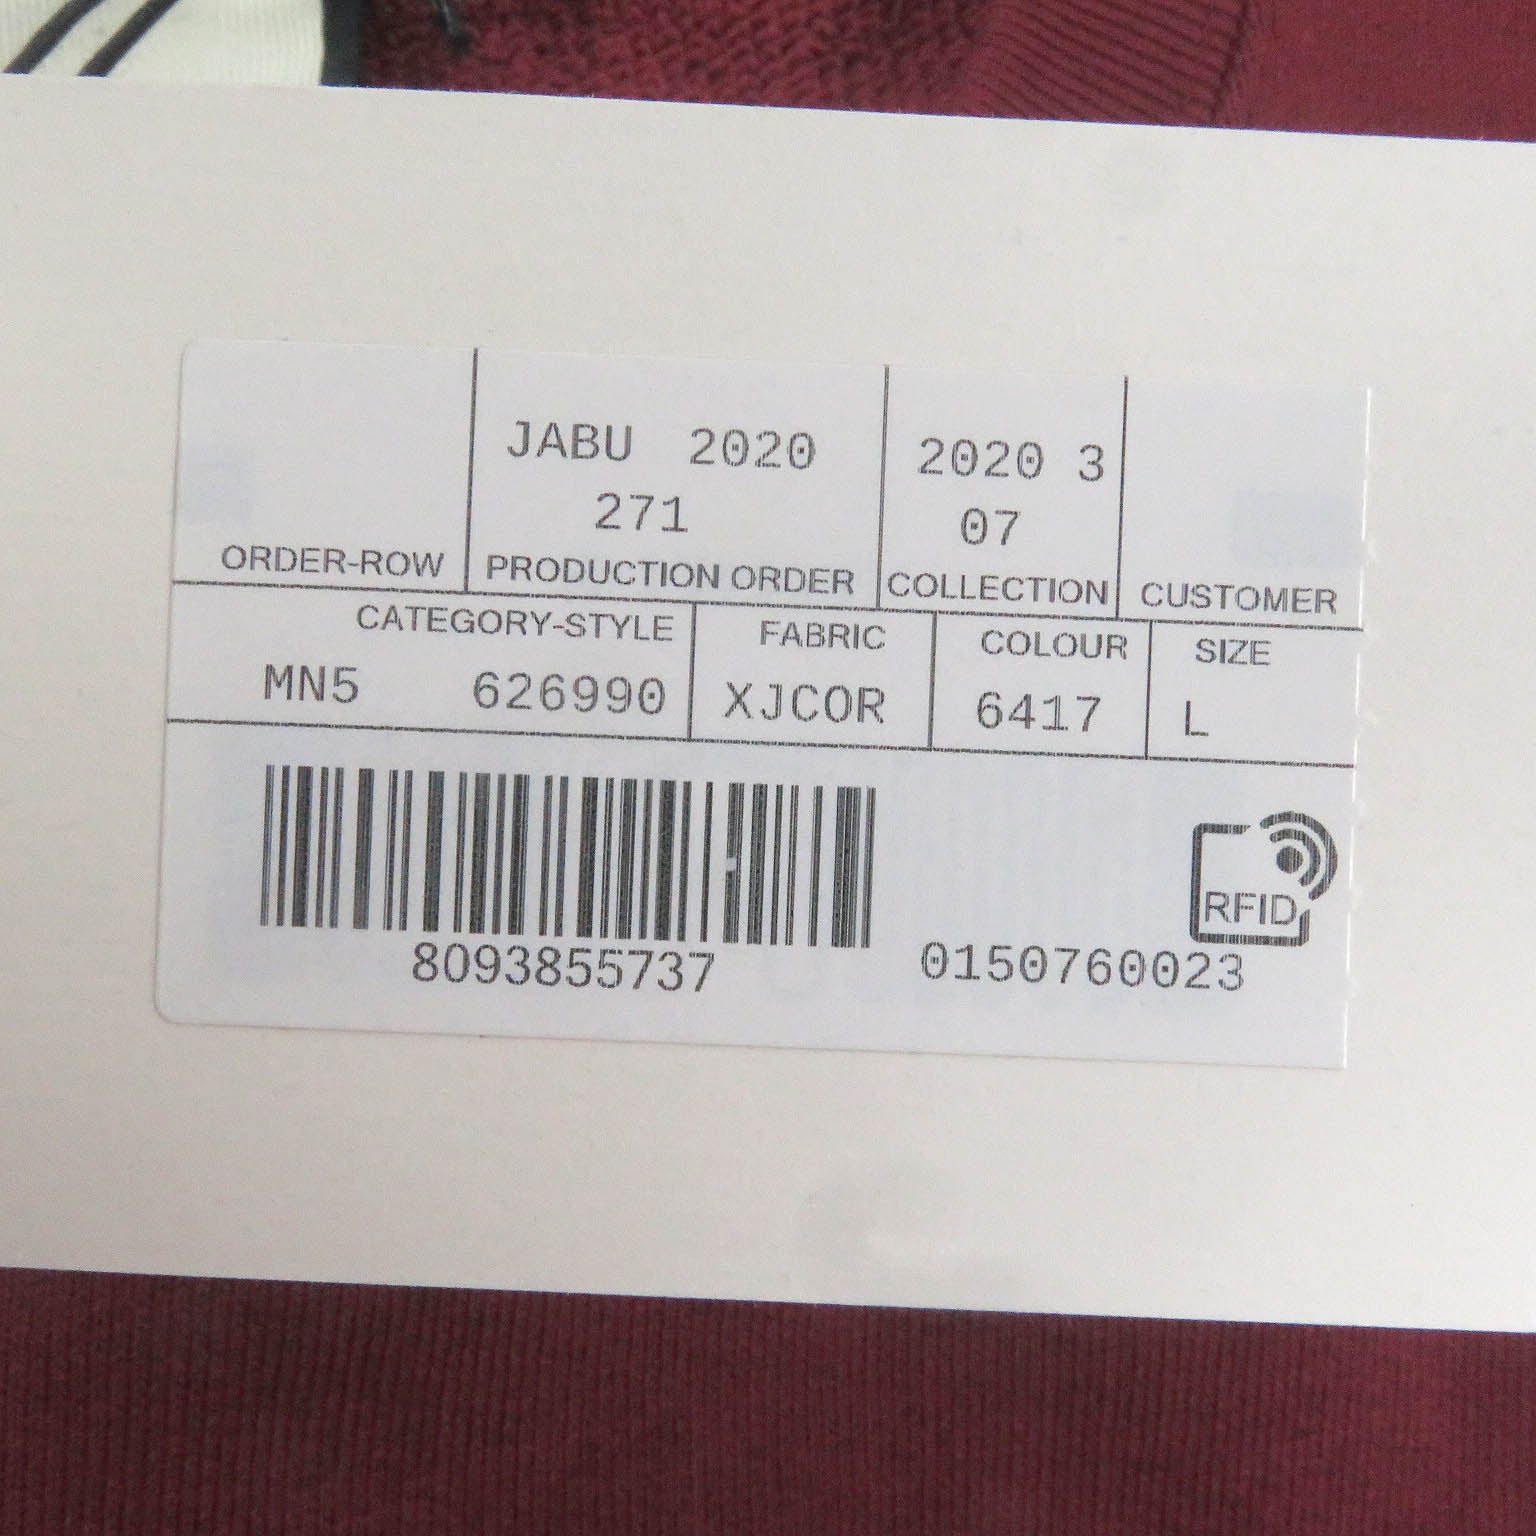 JABU 2020 2020 3
271 07
ORDER-ROW PRODUCTION ORDER COLLECTION CUSTOMER
CATEGORY-STYLE FABRIC COLOUR SIZE
MN5 626990 XJCOR 6417 L
RFID
8093855737 0150760023